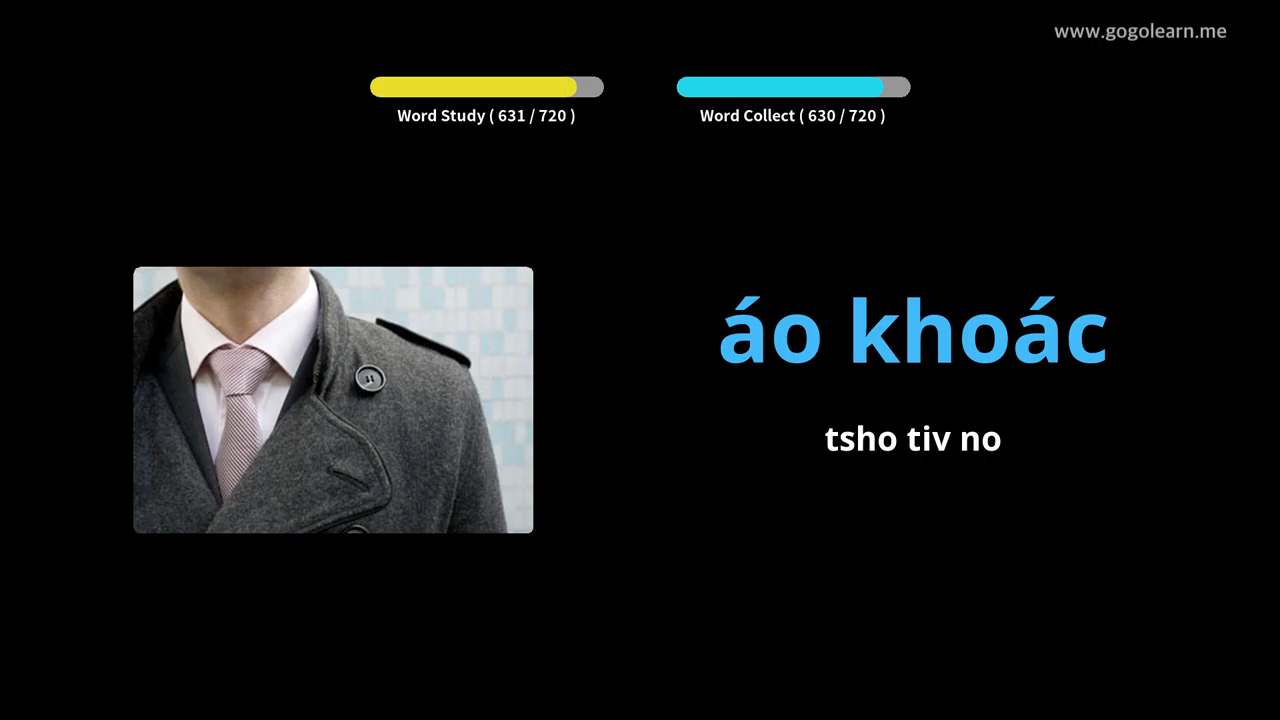 www.gogolearn.me
Word Study ( 631 / 720 )
Word Collect ( 630 / 720 )
áo khoác
tsho tiv no